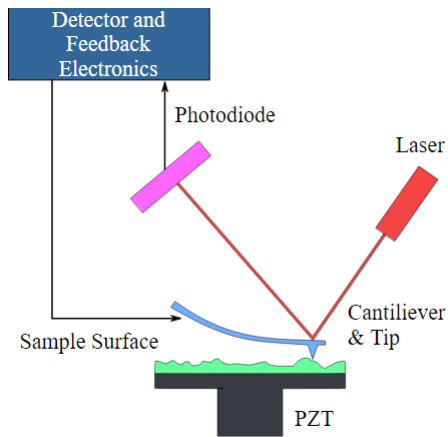 Detector and
Feedback
Electronics
Photodiode
Laser
Cantiliever
& Tip
Sample Surface
PZT